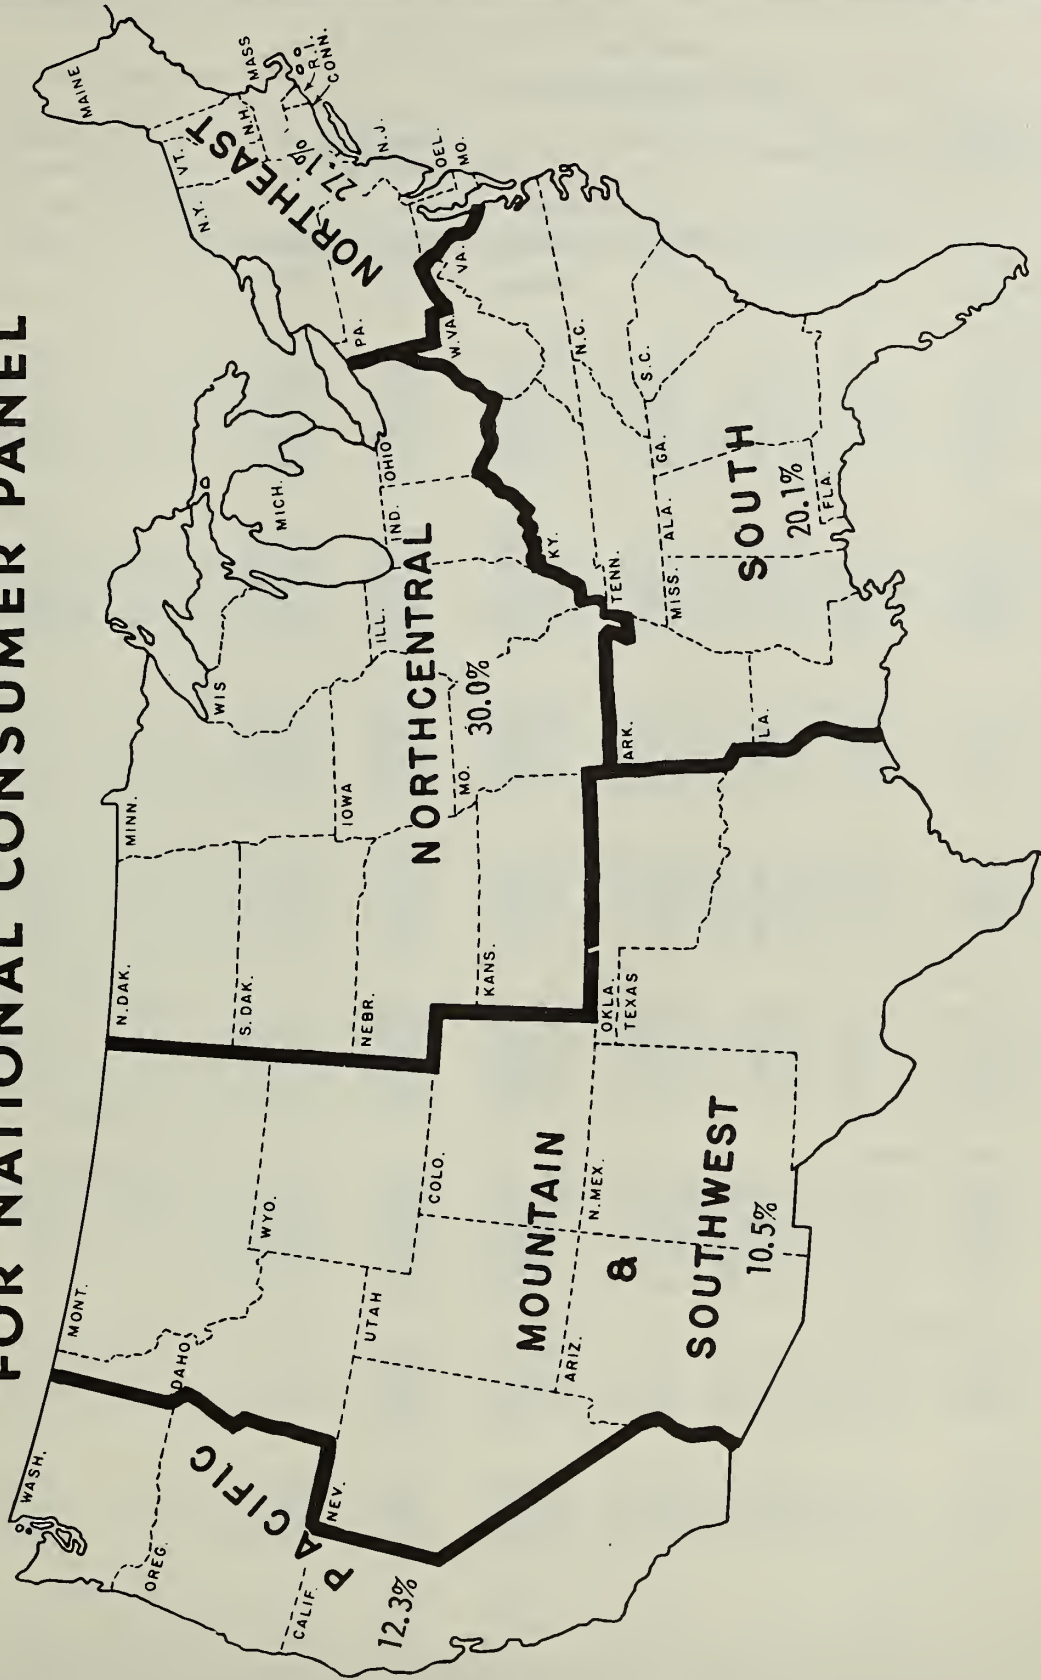 FOR NATIONAL CONSUMER PANEL
WASH.
MONT.
N.DAK.
MINN.
MAINE
VT.
N.H.
MASS
R.I.
CONN.
N.Y.
OREG.
DAHO
WYO.
S.DAK.
WIS
MICH.
PACIFIC
12.3%
NORTHEAST
27.1%
N.J.
PA.
OEL.
MO.
CALIF.
NEV.
UTAH
COLO.
NEBR.
IOWA
ILL.
IND.
OHIO
W.VA.
VA.
NORTHCENTRAL
30.0%
KANS.
MO.
KY.
MOUNTAIN
&
SOUTHWEST
10.5%
ARIZ.
N.MEX.
OKLA.
TEXAS
ARK.
TENN.
N.C.
S.C.
MISS.
ALA.
GA.
SOUTH
20.1%
LA.
FLA.